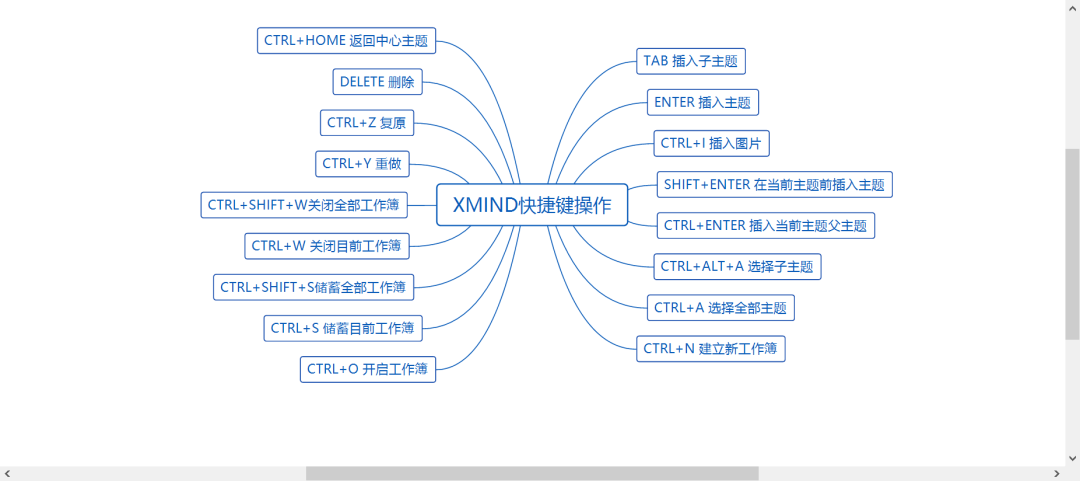 XMIND快捷键操作
TAB 插入子主题
ENTER 插入主题
CTRL+I 插入图片
SHIFT+ENTER 在当前主题前插入主题
CTRL+ENTER 插入当前主题父主题
CTRL+ALT+A 选择子主题
CTRL+A 选择全部主题
CTRL+N 建立新工作簿
CTRL+HOME 返回中心主题
DELETE 删除
CTRL+Z 复原
CTRL+Y 重做
CTRL+SHIFT+W关闭全部工作簿
CTRL+W 关闭目前工作簿
CTRL+SHIFT+S储蓄全部工作簿
CTRL+S 储蓄目前工作簿
CTRL+O 开启工作簿